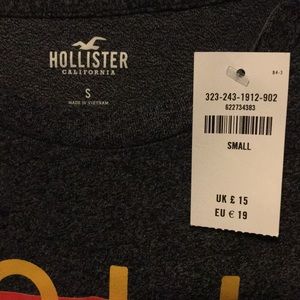 HOLLISTER
CALIFORNIA
S
MADE IN VIETNAM
323-243-1912-902
622734383
SMALL
UK £ 15
EU € 19